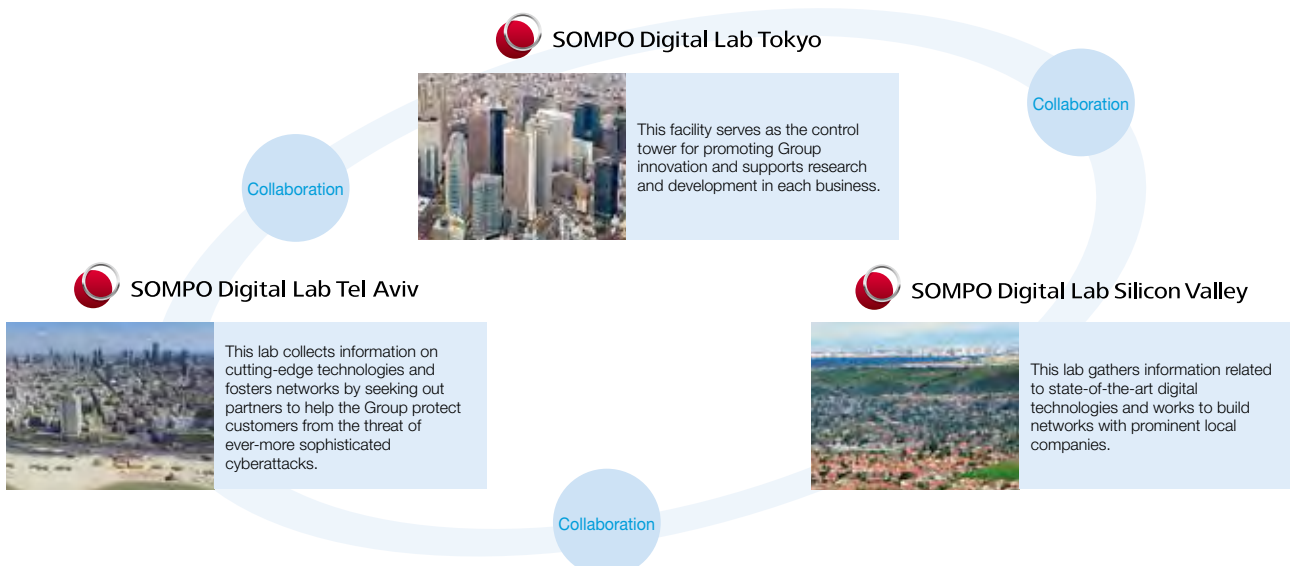 SOMPO Digital Lab Tokyo
This facility serves as the control
tower for promoting Group
innovation and supports research
and development in each business.
Collaboration
Collaboration
SOMPO Digital Lab Tel Aviv
This lab collects information on
cutting-edge technologies and
fosters networks by seeking out
partners to help the Group protect
customers from the threat of
ever-more sophisticated
cyberattacks.
SOMPO Digital Lab Silicon Valley
This lab gathers information related
to state-of-the-art digital
technologies and works to build
networks with prominent local
companies.
Collaboration